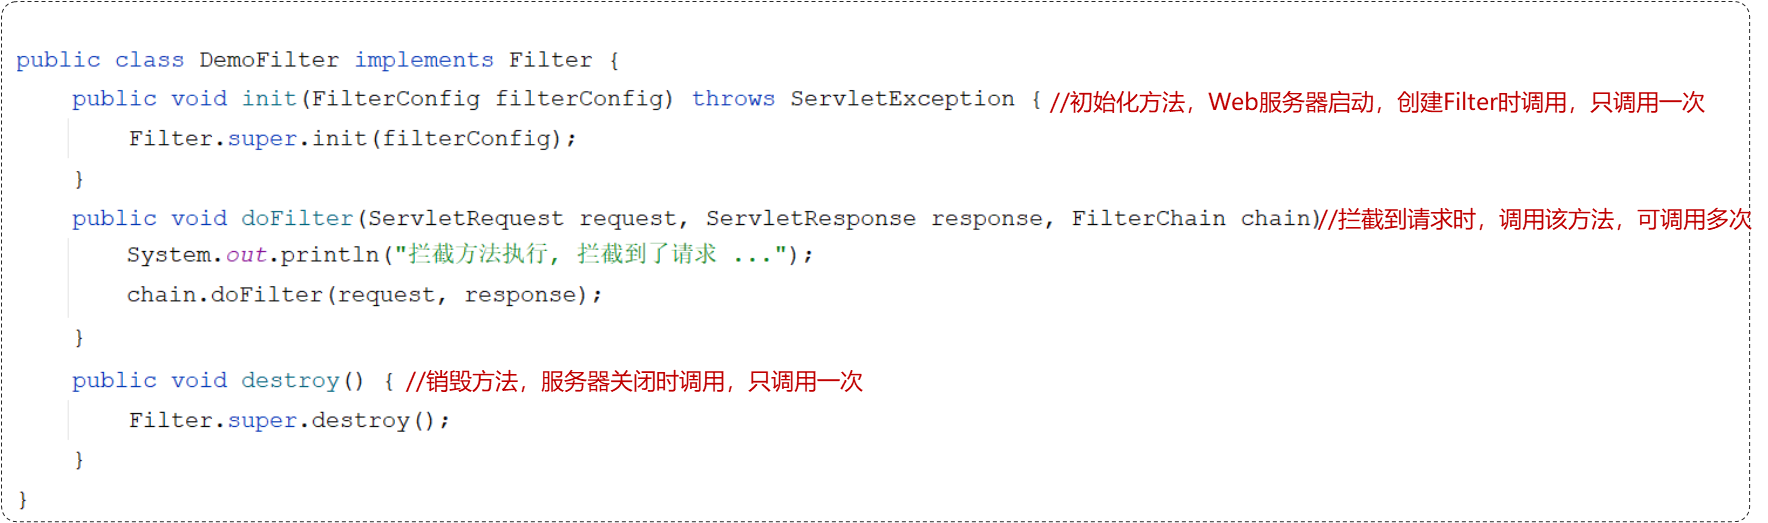 public class DemoFilter implements Filter {
public void init(FilterConfig filterConfig) throws ServletException { //初始化方法，Web服务器启动，创建Filter时调用，只调用一次
Filter.super.init(filterConfig);
}
public void doFilter(ServletRequest request, ServletResponse response, FilterChain chain)//拦截到请求时，调用该方法，可调用多次
System.out.println("拦截方法执行, 拦截到了请求 ...");
chain.doFilter(request, response);
}
public void destroy() { //销毁方法，服务器关闭时调用，只调用一次
Filter.super.destroy();
}
}